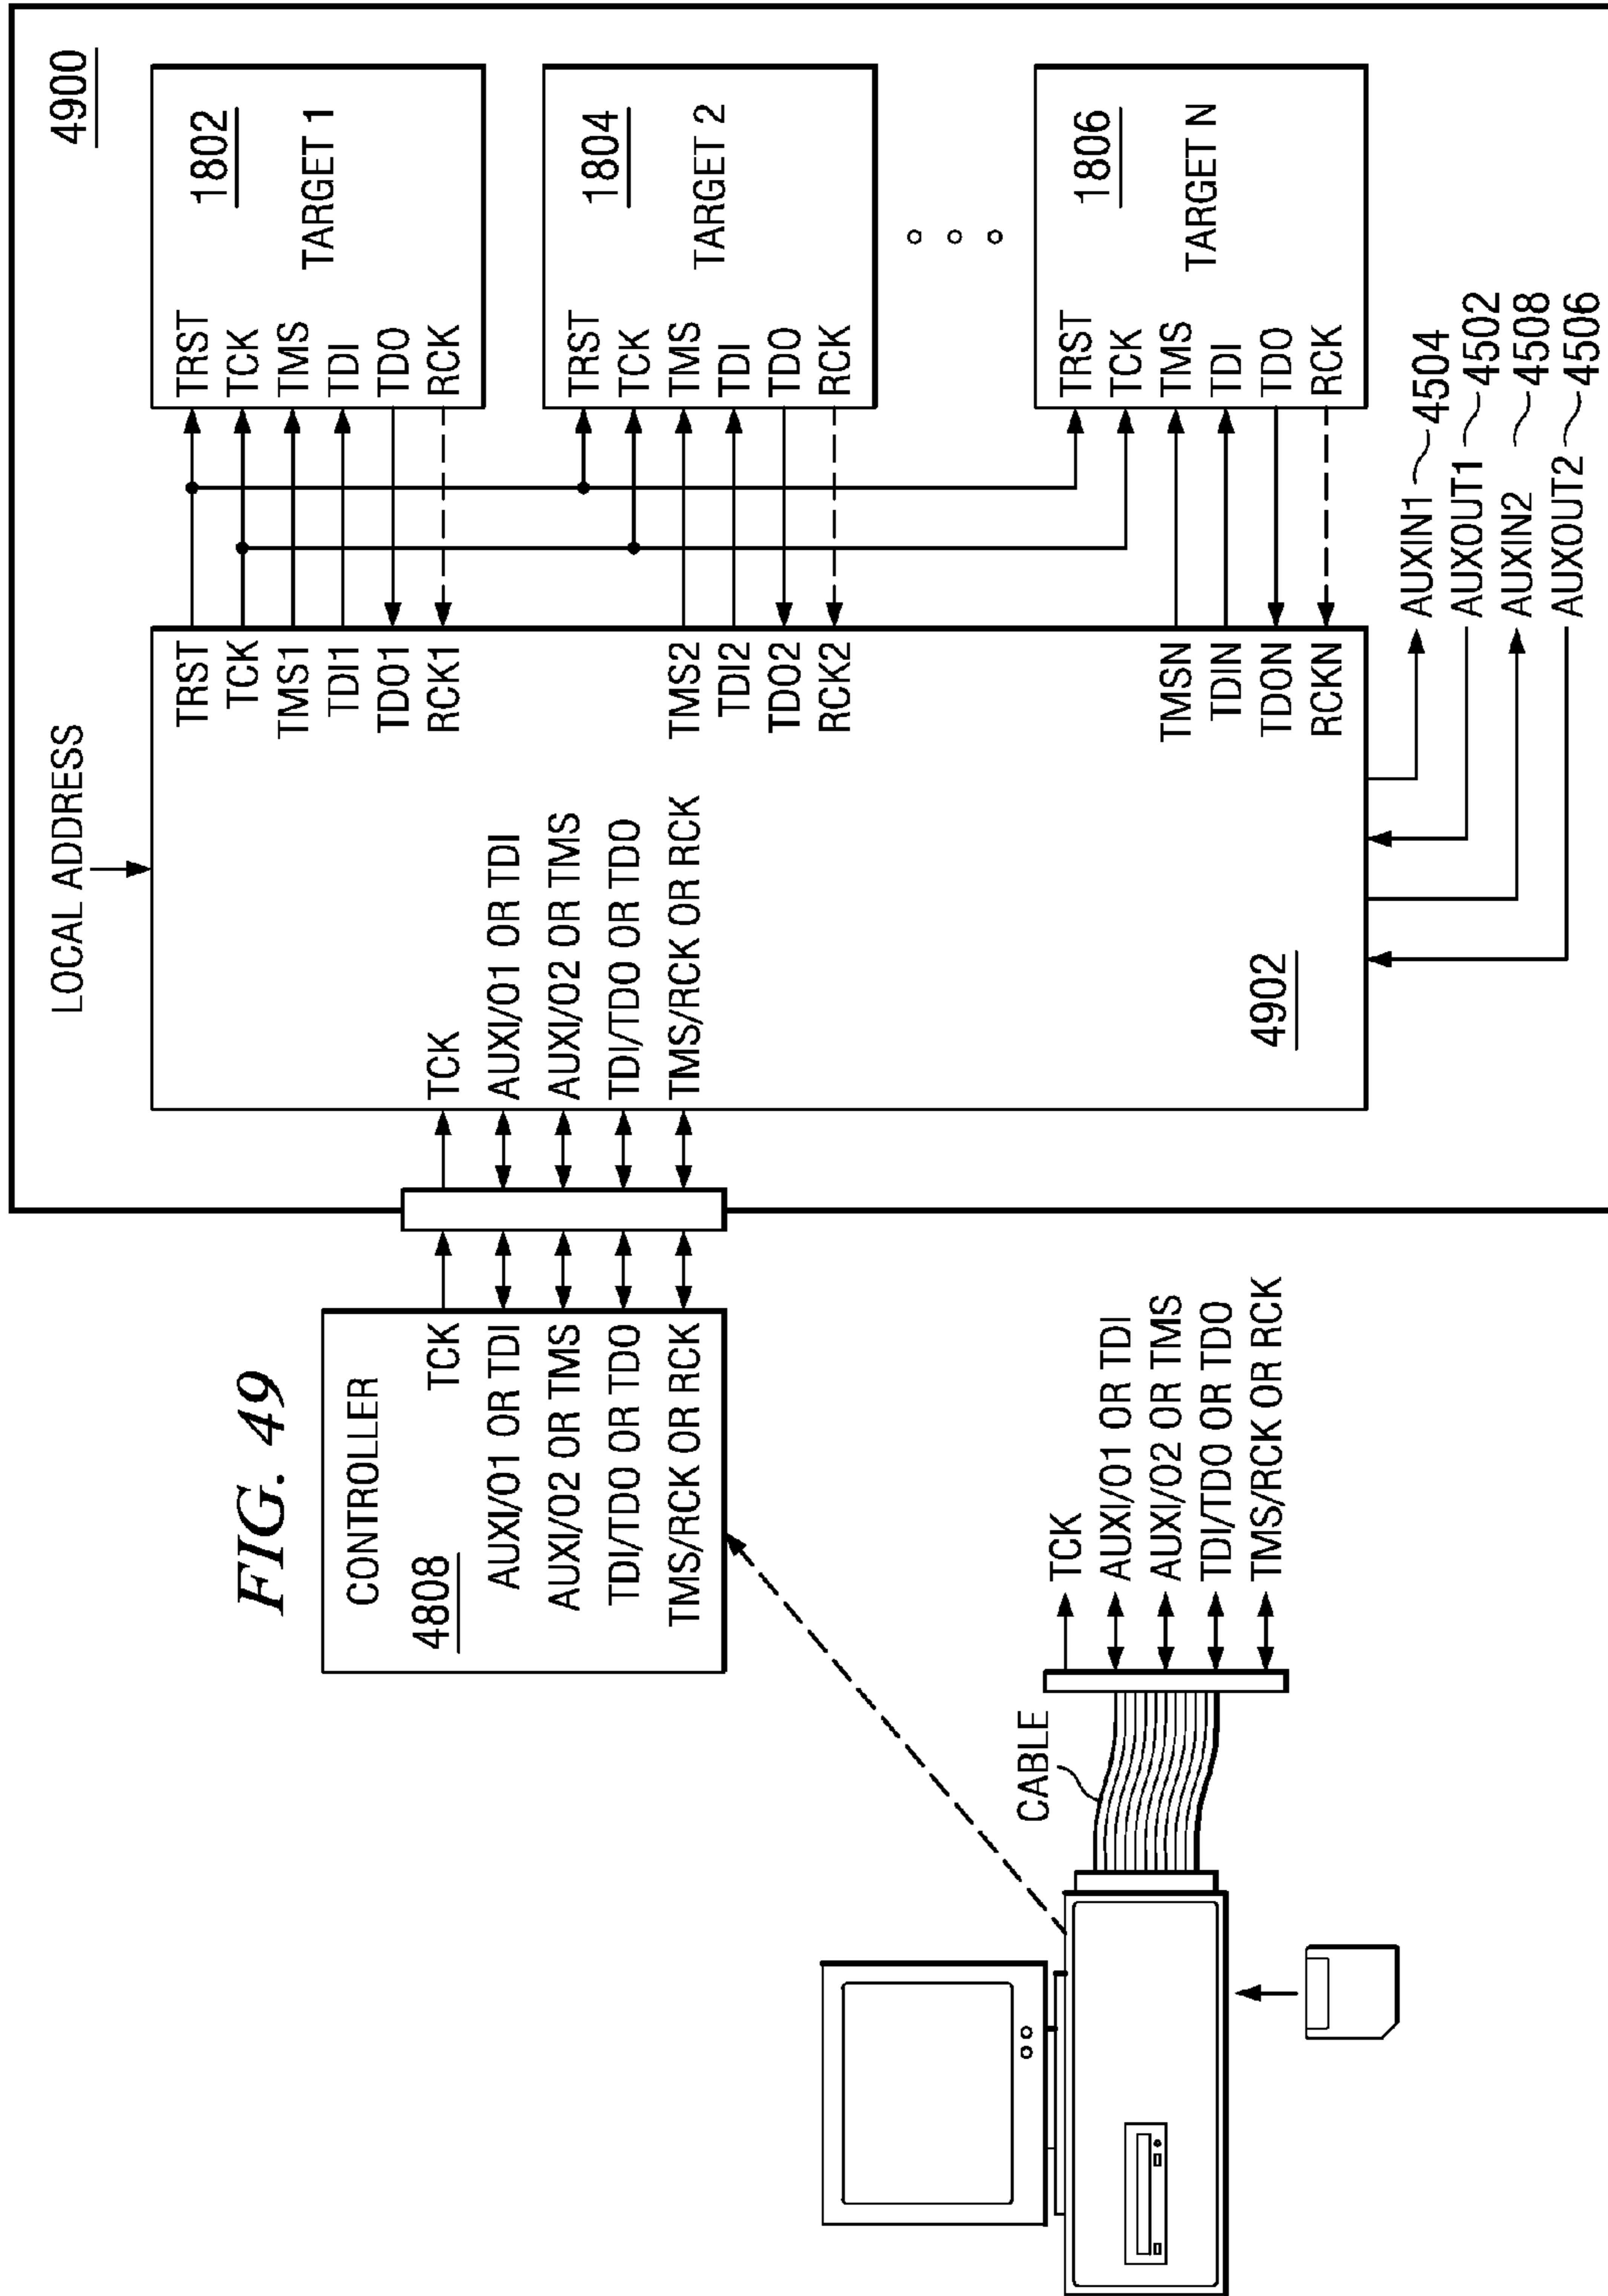 FIG. 49
4900
LOCAL ADDRESS
CONTROLLER
4808
TCK
AUXI/O1 OR TDI
AUXI/O2 OR TMS
TDI/TDO OR TDO
TMS/RCK OR RCK
TCK
AUXI/O1 OR TDI
AUXI/O2 OR TMS
TDI/TDO OR TDO
TMS/RCK OR RCK
4902
TRST
TCK
TMS1
TDI1
TDO1
RCK1
TMS2
TDI2
TDO2
RCK2
TMSN
TDIN
TDON
RCKN
TRST
TCK
TMS
TDI
TDO
RCK
1802
TARGET 1
TRST
TCK
TMS
TDI
TDO
RCK
1804
TARGET 2
TRST
TCK
TMS
TDI
TDO
RCK
1806
TARGET N
AUXIN1 4504
AUXOUT1 4502
AUXIN2 4508
AUXOUT2 4506
CABLE
TCK
AUXI/O1 OR TDI
AUXI/O2 OR TMS
TDI/TDO OR TDO
TMS/RCK OR RCK